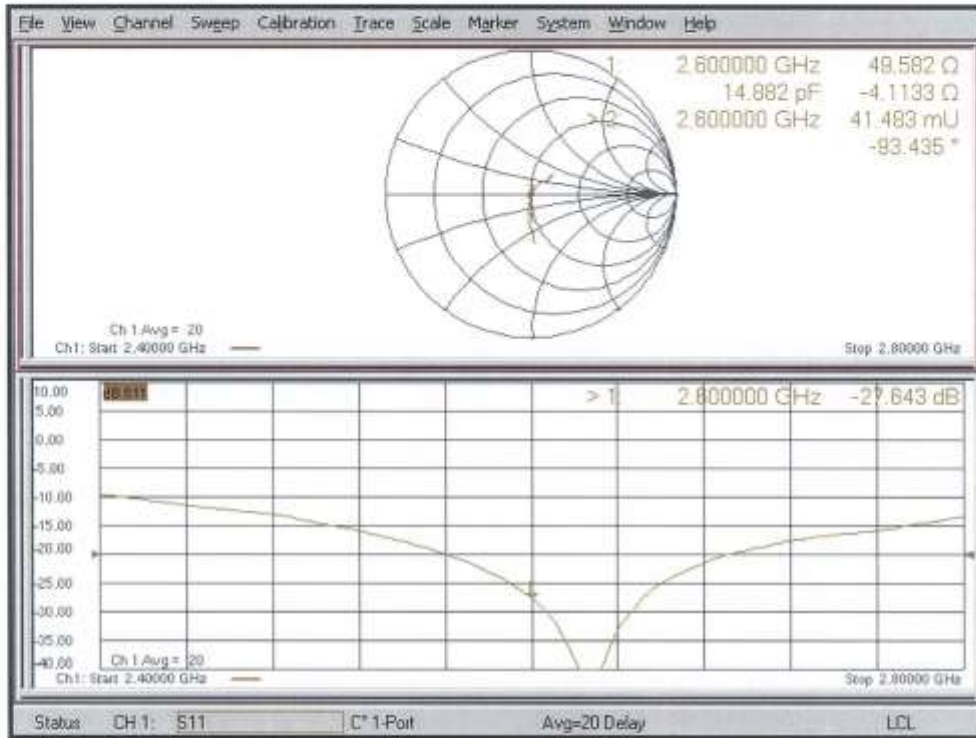 File View Channel Sweep Calibration Trace Scale Marker System Window Help
1: 2.600000 GHz 49.582 Ω
14.882 pF -4.1133 Ω
> 2: 2.600000 GHz 41.483 mU
-93.435 °
Ch 1 Avg = 20
Ch1: Start 2.40000 GHz Stop 2.80000 GHz
10.00 dB S11 > 1: 2.600000 GHz -27.643 dB
5.00
0.00
-5.00
-10.00
-15.00
-20.00
-25.00
-30.00
-35.00
-40.00 Ch 1 Avg = 20
Ch1: Start 2.40000 GHz Stop 2.80000 GHz
Status CH 1: S11 C* 1-Port Avg=20 Delay LCL